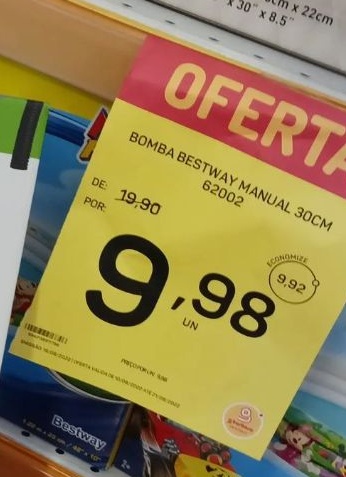 cm x 22cm
x 30" x 8.5"
OFERTA
BOMBA BESTWAY MANUAL 30CM
62002
DE: 19,90
POR:
9,98
UN
ECONOMIZE
9,92
Bestway